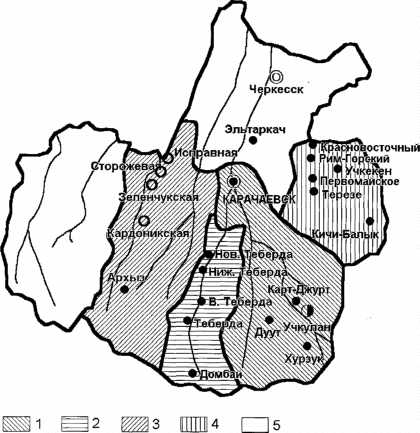 Черкесск
Эльтаркач
Красновосточный
Рим-Горский
Учкекен
Первомайское
Терезе
Кичи-Балык
Исправная
Сторожевая
Зеленчукская
Кардоникская
КАРАЧАЕВСК
Архыз
Нов. Теберда
Ниж. Теберда
В. Теберда
Теберда
Домбай
Карт-Джурт
Учкулан
Дуут
Хурзук
1 2 3 4 5